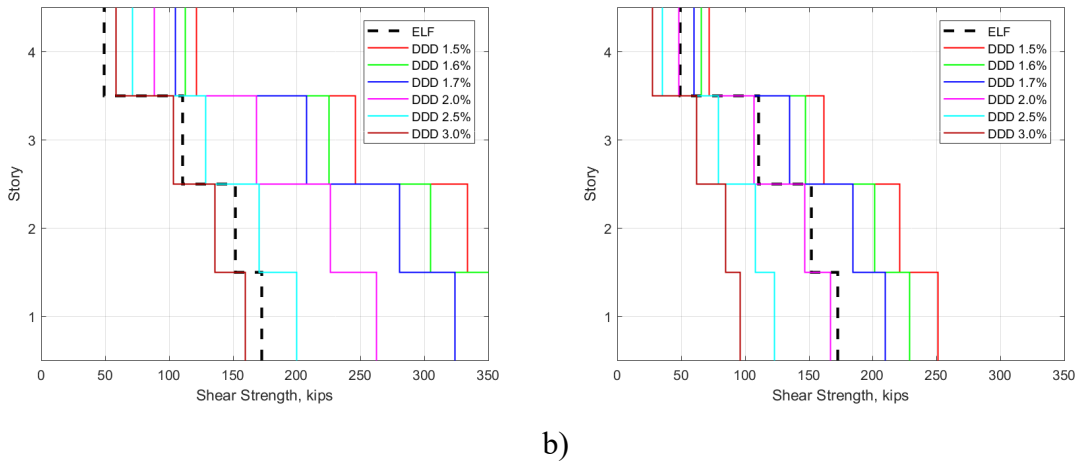 4
3
2
1
Story
0
50
100
150
200
250
300
350
Shear Strength, kips
ELF
DDD 1.5%
DDD 1.6%
DDD 1.7%
DDD 2.0%
DDD 2.5%
DDD 3.0%
4
3
2
1
Story
0
50
100
150
200
250
300
350
Shear Strength, kips
ELF
DDD 1.5%
DDD 1.6%
DDD 1.7%
DDD 2.0%
DDD 2.5%
DDD 3.0%
b)